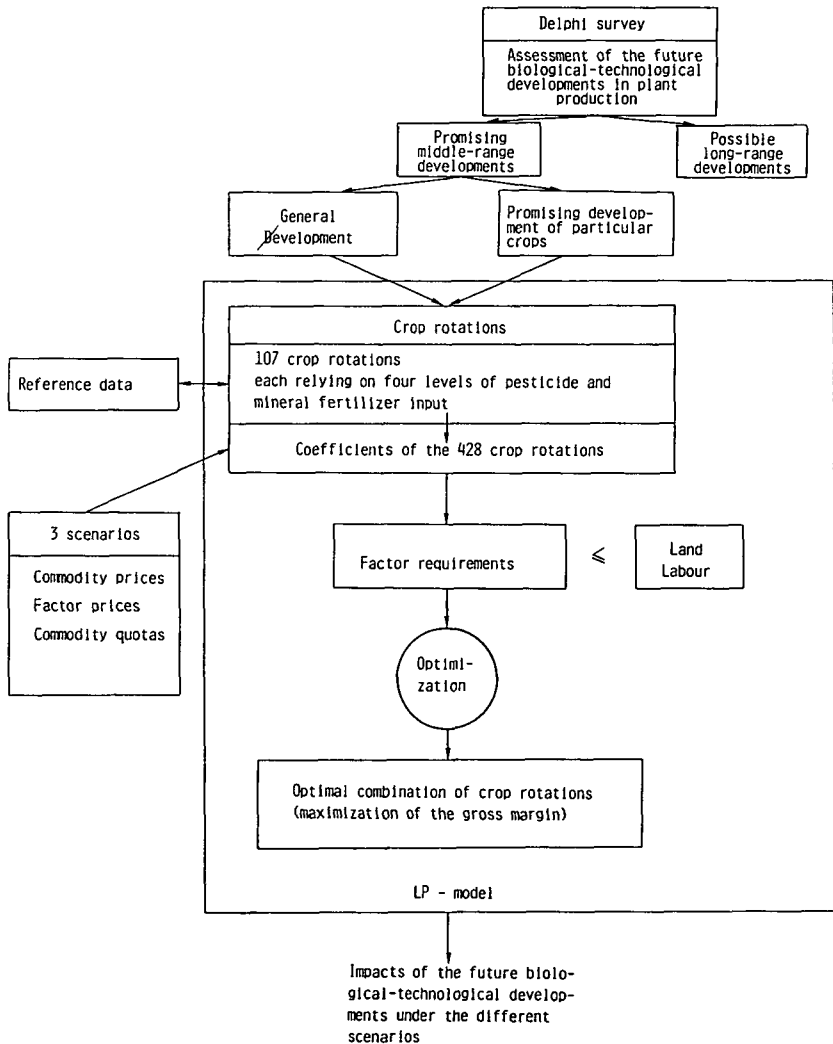 Delphi survey
Assessment of the future
biological-technological
developments in plant
production
Promising
middle-range
developments
Possible
long-range
developments
General
Development
Promising develop-
ment of particular
crops
Crop rotations
107 crop rotations
each relying on four levels of pesticide and
mineral fertilizer input
Coefficients of the 428 crop rotations
Reference data
3 scenarios
Commodity prices
Factor prices
Commodity quotas
Factor requirements
⩽
Land
Labour
Optimi-
zation
Optimal combination of crop rotations
(maximization of the gross margin)
LP - model
Impacts of the future biolo-
gical-technological develop-
ments under the different
scenarios